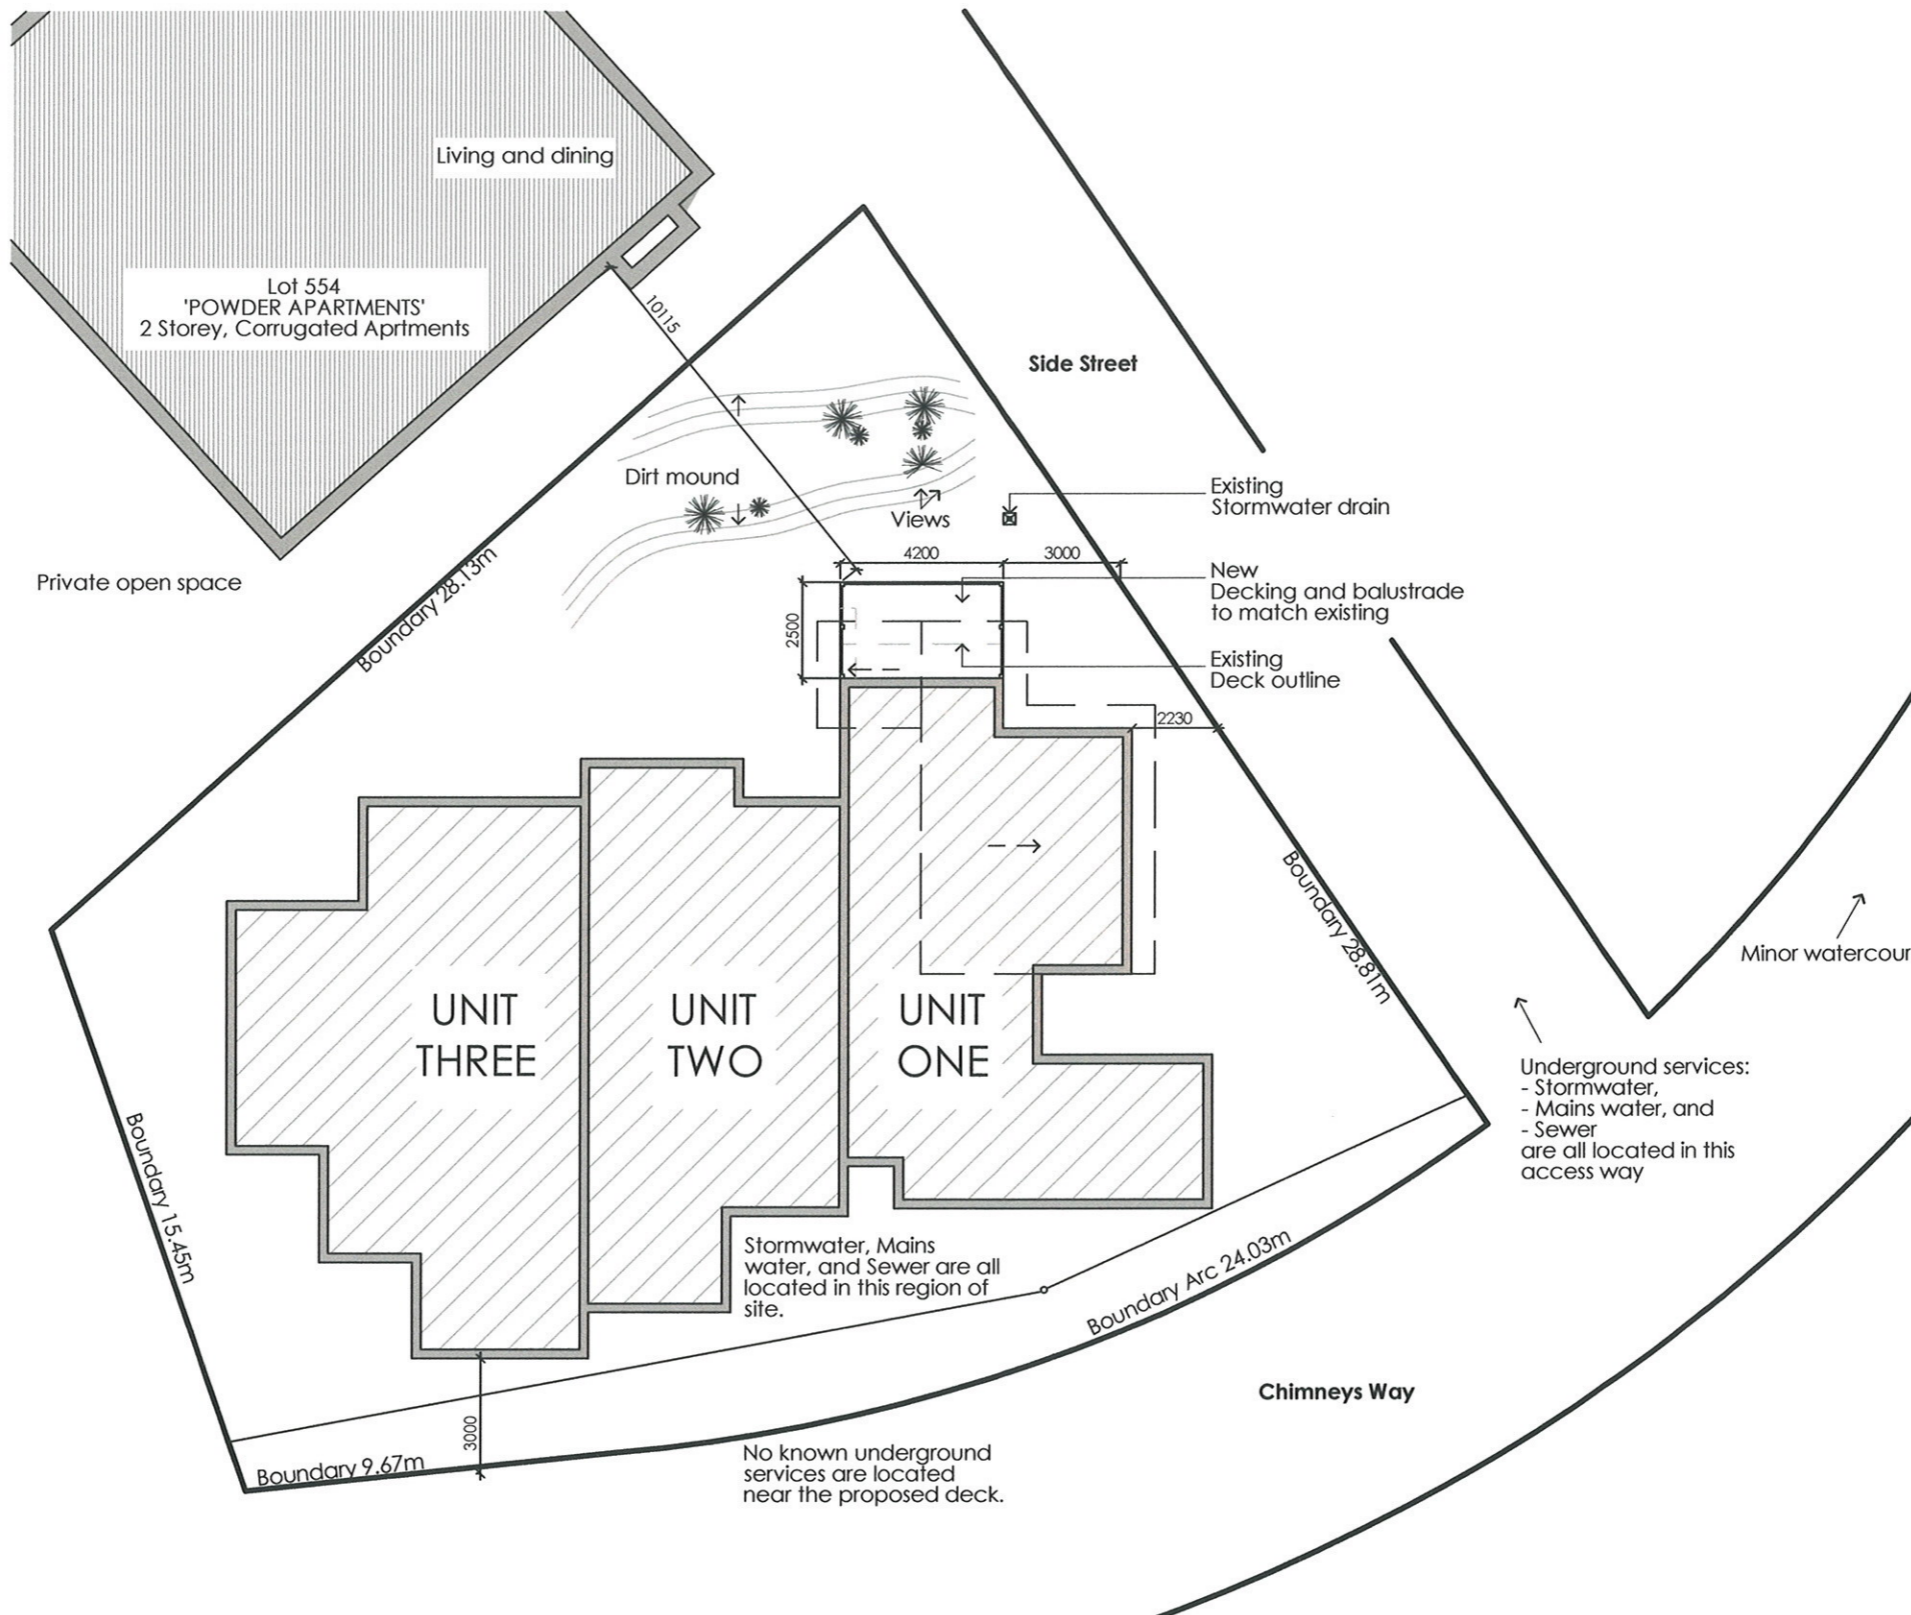 Living and dining
Lot 554
'POWDER APARTMENTS'
2 Storey, Corrugated Aprtments
10115
Side Street
Dirt mound
Views
Existing
Stormwater drain
4200
3000
New
Decking and balustrade
to match existing
2500
Existing
Deck outline
Private open space
Boundary 28.13m
2230
Boundary 28.81m
Minor watercour
UNIT
THREE
UNIT
TWO
UNIT
ONE
Underground services:
- Stormwater,
- Mains water, and
- Sewer
are all located in this
access way
Boundary 15.45m
Stormwater, Mains
water, and Sewer are all
located in this region of
site.
Boundary Arc 24.03m
Chimneys Way
3000
Boundary 9.67m
No known underground
services are located
near the proposed deck.